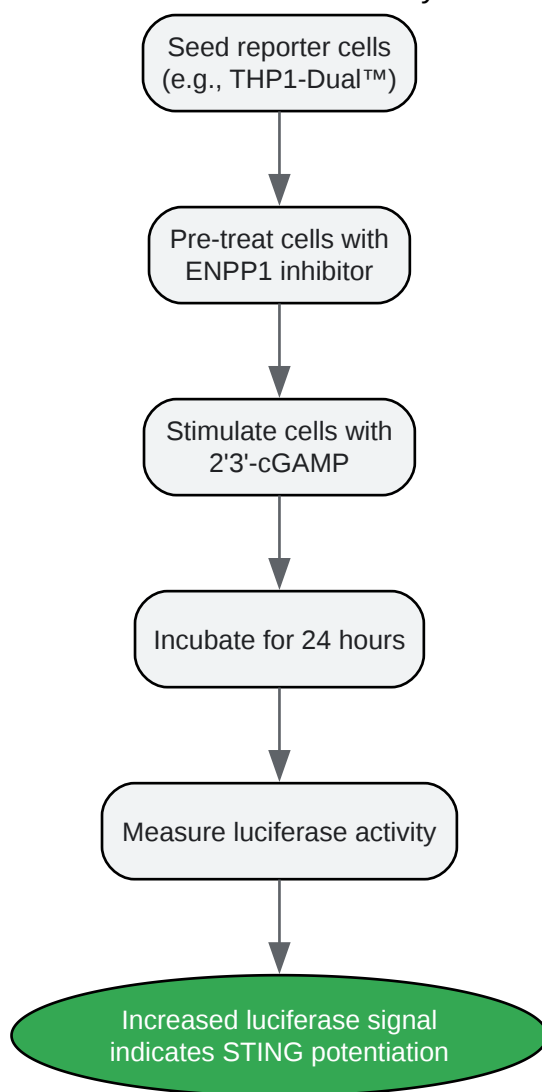 Seed reporter cells
(e.g., THP1-Dual™)
Pre-treat cells with
ENPP1 inhibitor
Stimulate cells with
2'3'-cGAMP
Incubate for 24 hours
Measure luciferase activity
Increased luciferase signal
indicates STING potentiation